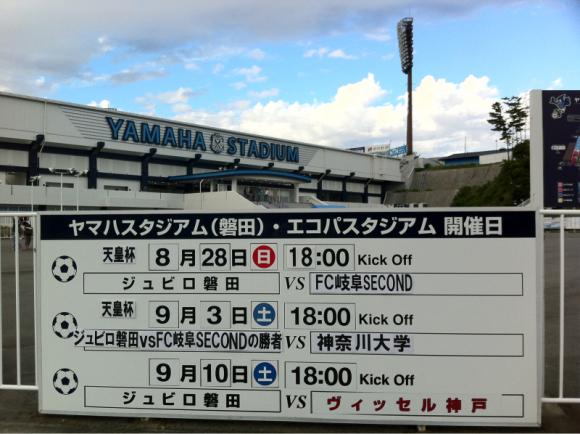 YAMAHA STADIUM
ヤマハスタジアム(磐田)・エコパスタジアム 開催日
天皇杯 8月28日 日 18:00 Kick Off
ジュビロ磐田 VS FC岐阜SECOND
天皇杯 9月3日 土 18:00 Kick Off
ジュビロ磐田vsFC岐阜SECONDの勝者 VS 神奈川大学
9月10日 土 18:00 Kick Off
ジュビロ磐田 VS ヴィッセル神戸